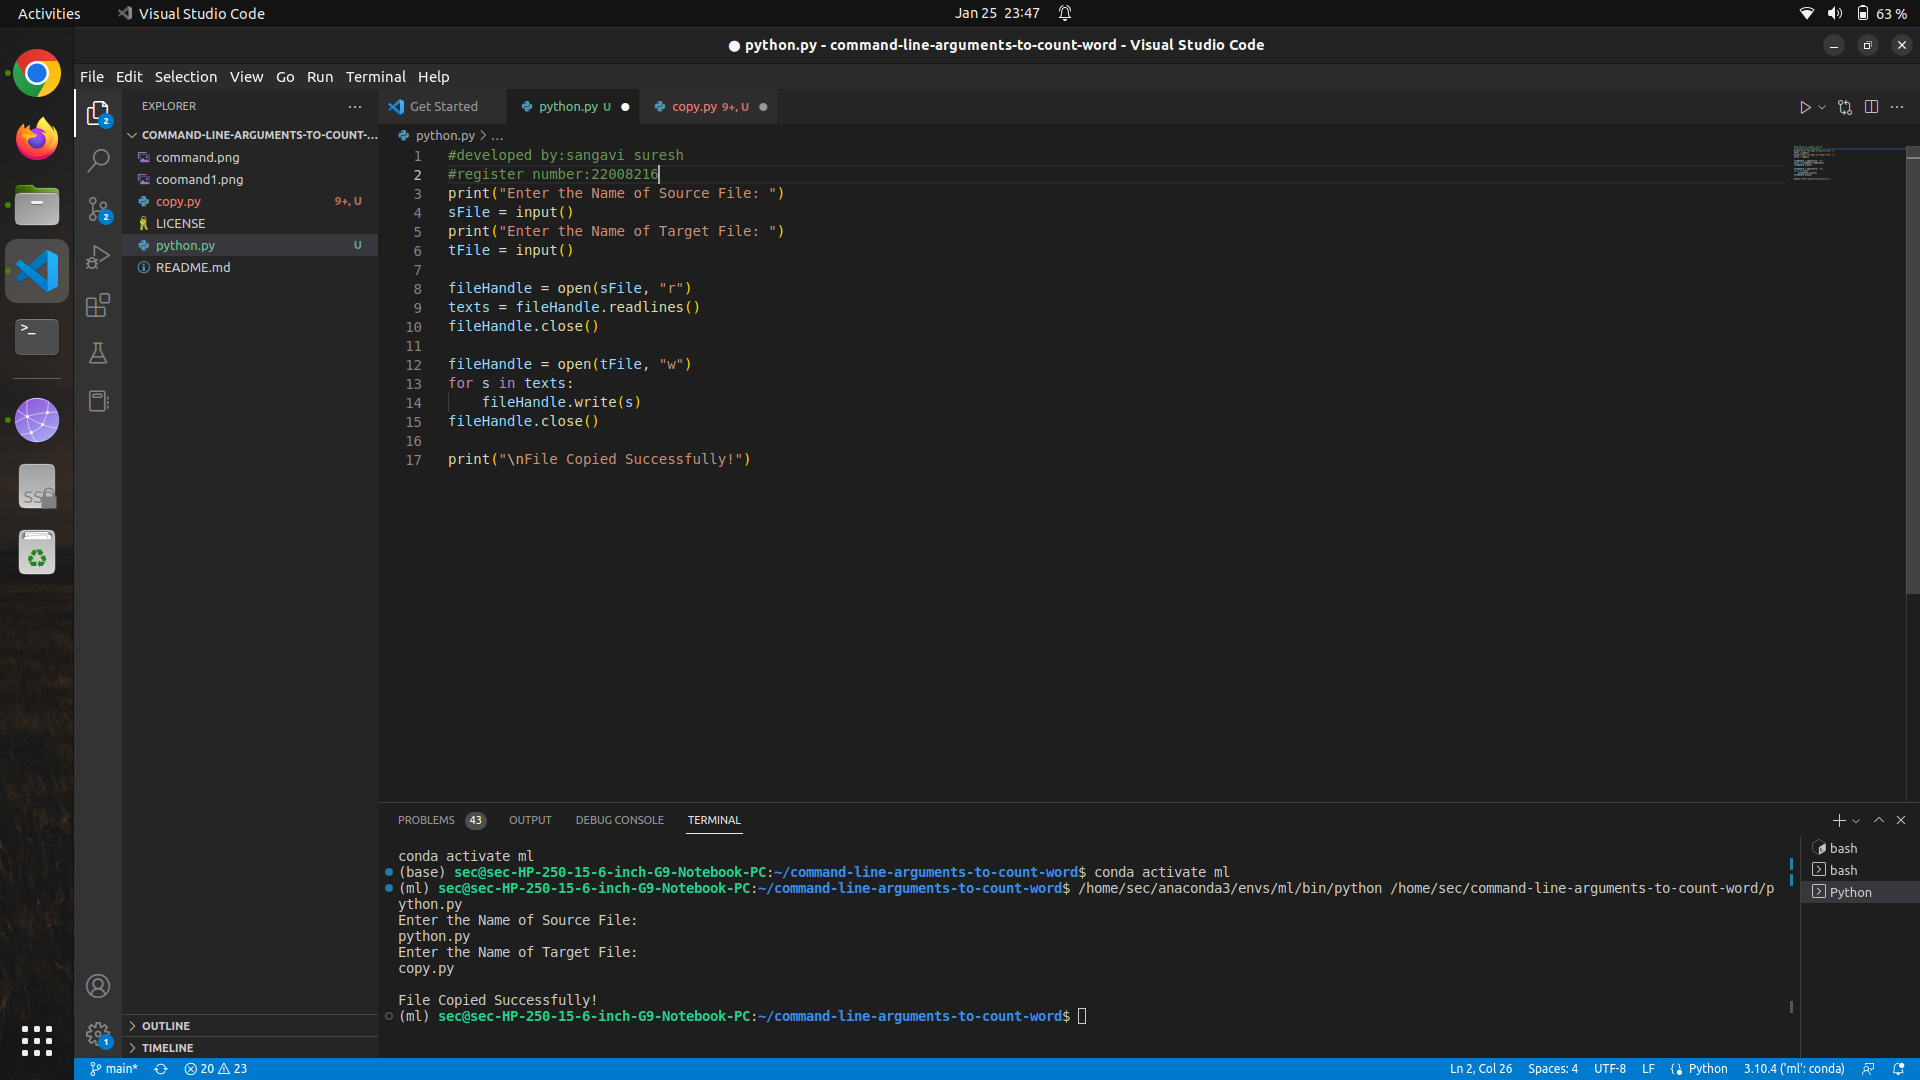 Activities Visual Studio Code Jan 25 23:47 63 %
● python.py - command-line-arguments-to-count-word - Visual Studio Code
File Edit Selection View Go Run Terminal Help
EXPLORER ... Get Started python.py U ● copy.py 9+, U ●
COMMAND-LINE-ARGUMENTS-TO-COUNT-... python.py > ...
command.png
coomand1.png
copy.py 9+, U
LICENSE
python.py U
README.md
2
2
1 #developed by:sangavi suresh
2 #register number:22008216
3 print("Enter the Name of Source File: ")
4 sFile = input()
5 print("Enter the Name of Target File: ")
6 tFile = input()
7
8 fileHandle = open(sFile, "r")
9 texts = fileHandle.readlines()
10 fileHandle.close()
11
12 fileHandle = open(tFile, "w")
13 for s in texts:
14 fileHandle.write(s)
15 fileHandle.close()
16
17 print("\nFile Copied Successfully!")
>_
SS
PROBLEMS 43 OUTPUT DEBUG CONSOLE TERMINAL
conda activate ml
(base) sec@sec-HP-250-15-6-inch-G9-Notebook-PC:~/command-line-arguments-to-count-word$ conda activate ml
(ml) sec@sec-HP-250-15-6-inch-G9-Notebook-PC:~/command-line-arguments-to-count-word$ /home/sec/anaconda3/envs/ml/bin/python /home/sec/command-line-arguments-to-count-word/p
ython.py
Enter the Name of Source File:
python.py
Enter the Name of Target File:
copy.py
File Copied Successfully!
(ml) sec@sec-HP-250-15-6-inch-G9-Notebook-PC:~/command-line-arguments-to-count-word$
bash
bash
Python
OUTLINE
1
TIMELINE
main* 20 23 Ln 2, Col 26 Spaces: 4 UTF-8 LF Python 3.10.4 ('ml': conda)